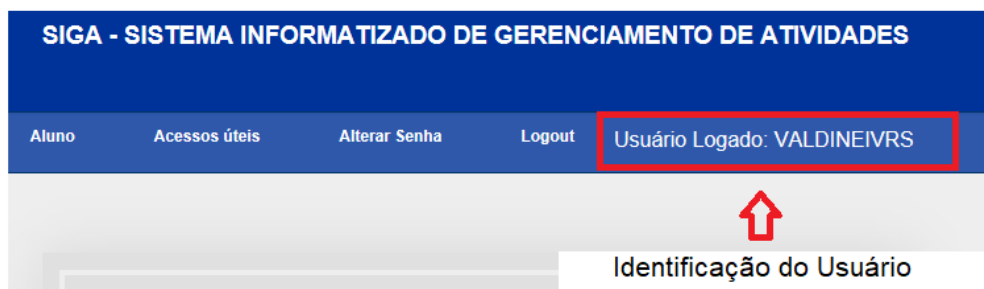 SIGA - SISTEMA INFORMATIZADO DE GERENCIAMENTO DE ATIVIDADES
Aluno Acessos úteis Alterar Senha Logout Usuário Logado: VALDINEIVRS
Identificação do Usuário